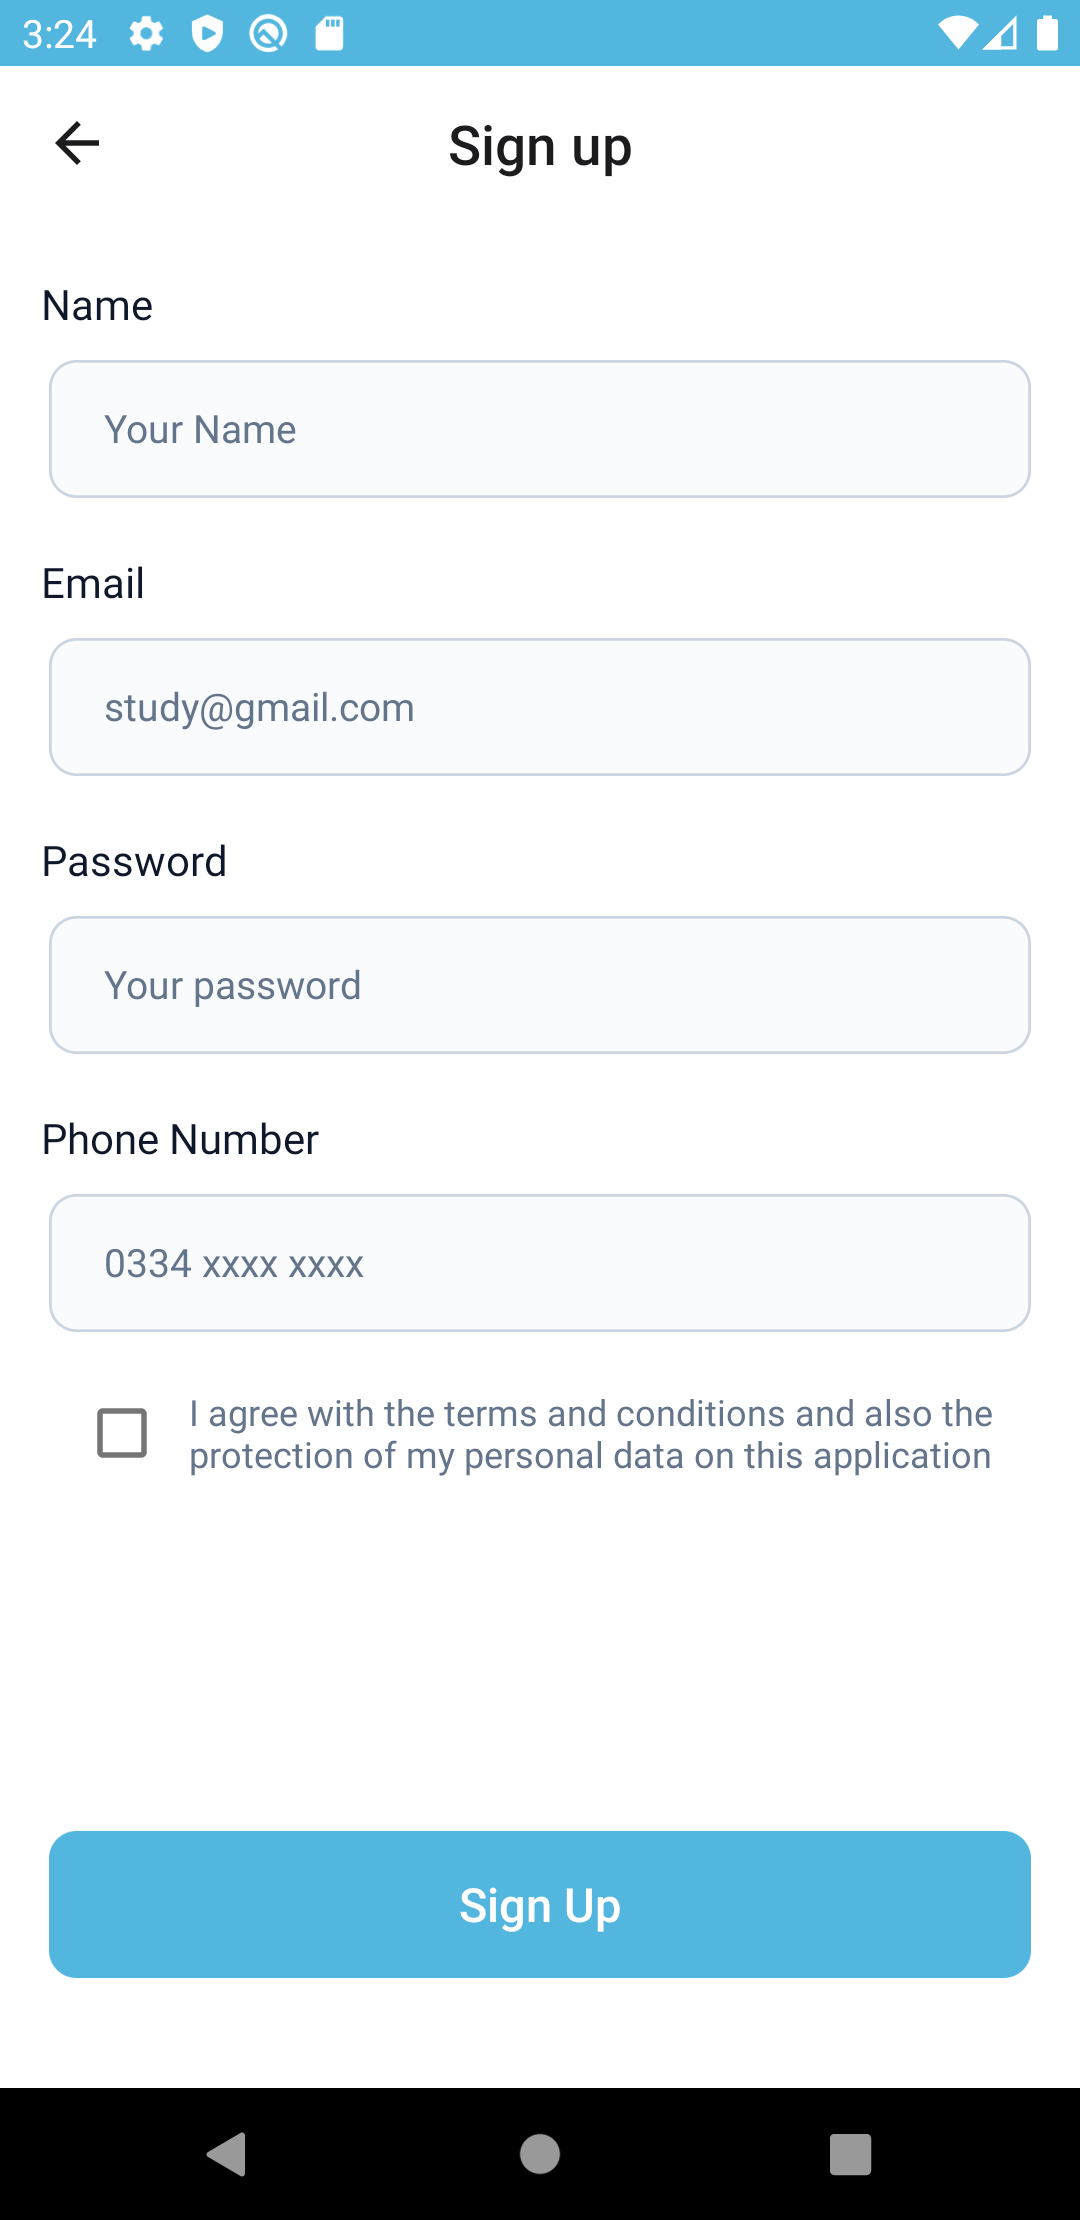 3:24
Sign up
Name
Your Name
Email
study@gmail.com
Password
Your password
Phone Number
0334 xxxx xxxx
I agree with the terms and conditions and also the
protection of my personal data on this application
Sign Up